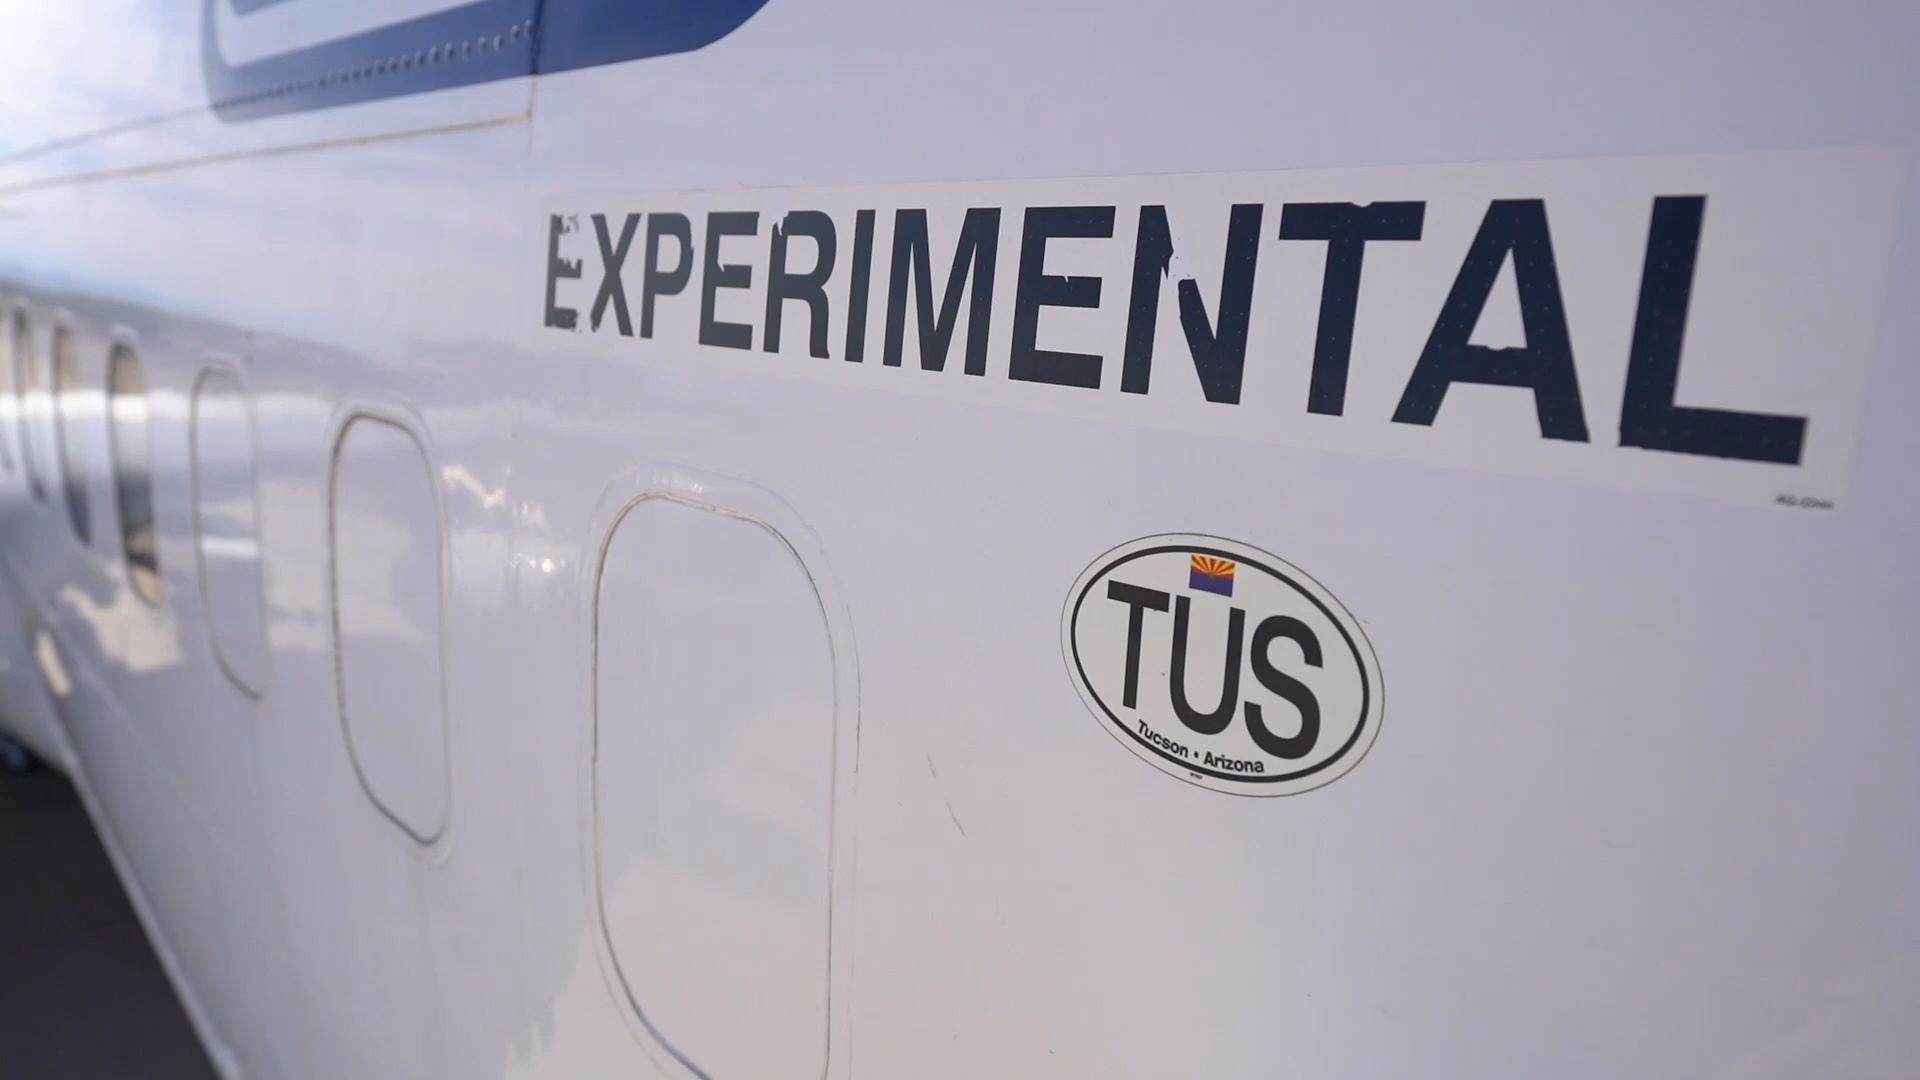 EXPERIMENTAL
TUS
Tucson • Arizona